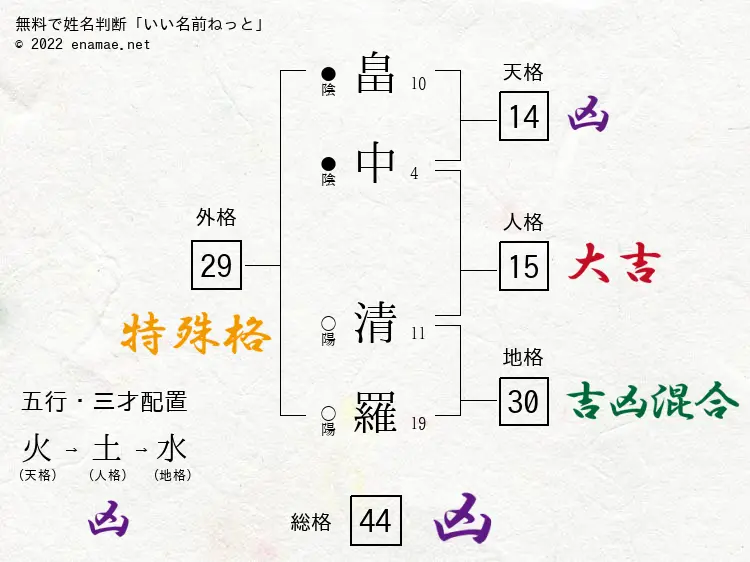 無料で姓名判断「いい名前ねっと」
© 2022 enamae.net
天格
14
凶
●
陰
畠
10
●
陰
中
4
外格
29
特殊格
人格
15
大吉
○
陽
清
11
○
陽
羅
19
地格
30
吉凶混合
五行・三才配置
火→土→水
(天格) (人格) (地格)
凶
総格
44
凶